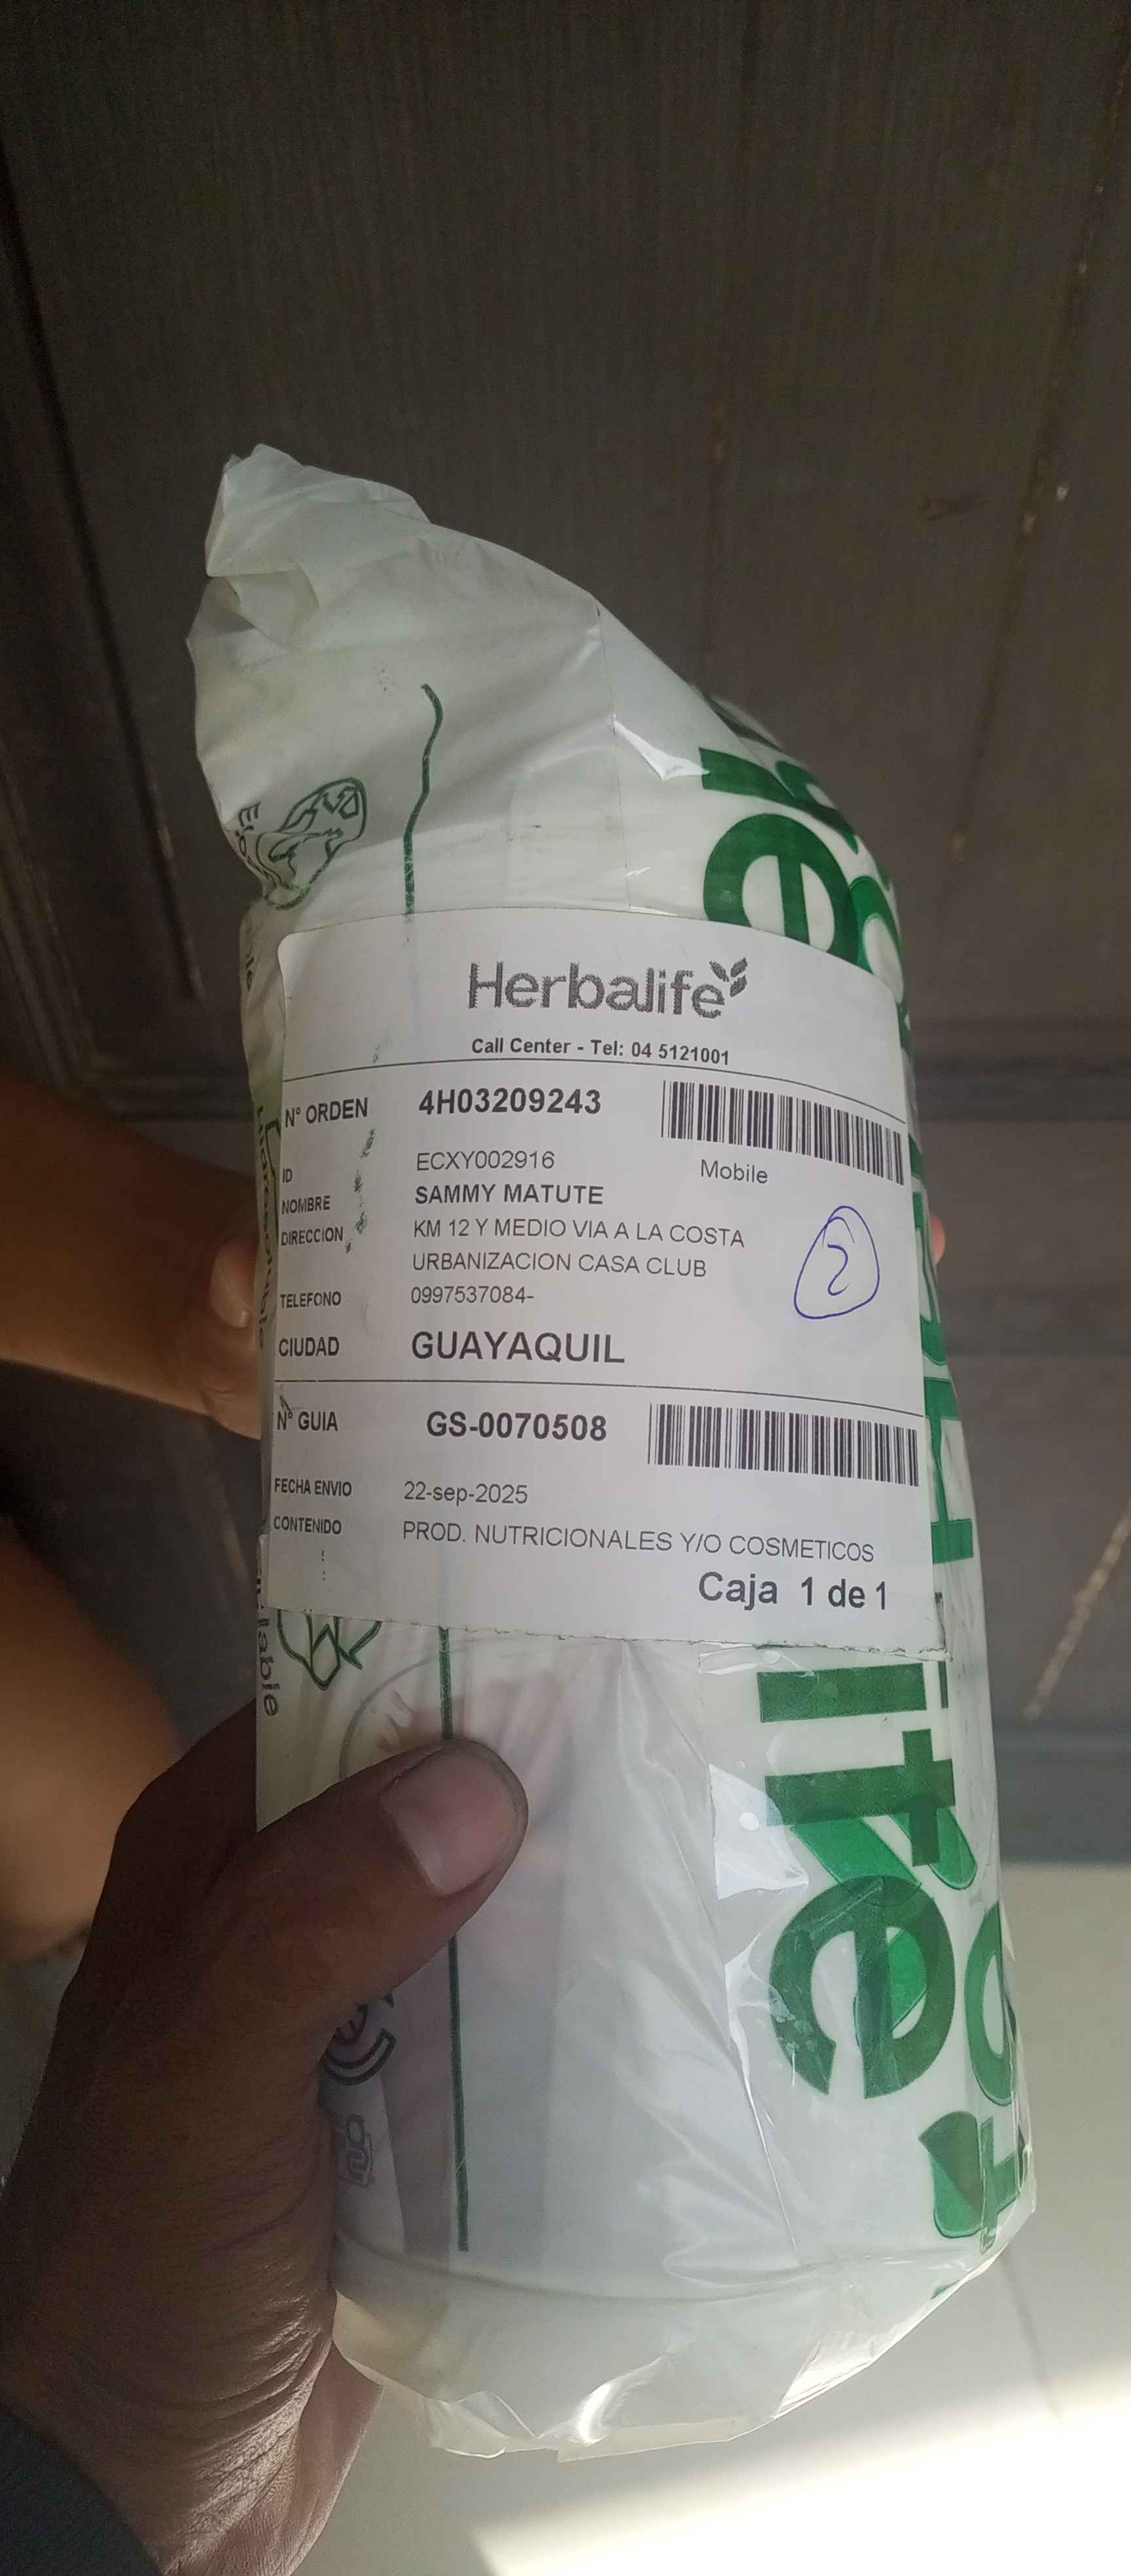 Herbalife
Call Center - Tel: 04 5121001
N° ORDEN 4H03209243
ID ECXY002916 Mobile
NOMBRE SAMMY MATUTE
DIRECCION KM 12 Y MEDIO VIA A LA COSTA
URBANIZACION CASA CLUB
2
TELEFONO 0997537084-
CIUDAD GUAYAQUIL
N° GUIA GS-0070508
FECHA ENVIO 22-sep-2025
CONTENIDO PROD. NUTRICIONALES Y/O COSMETICOS
Caja 1 de 1